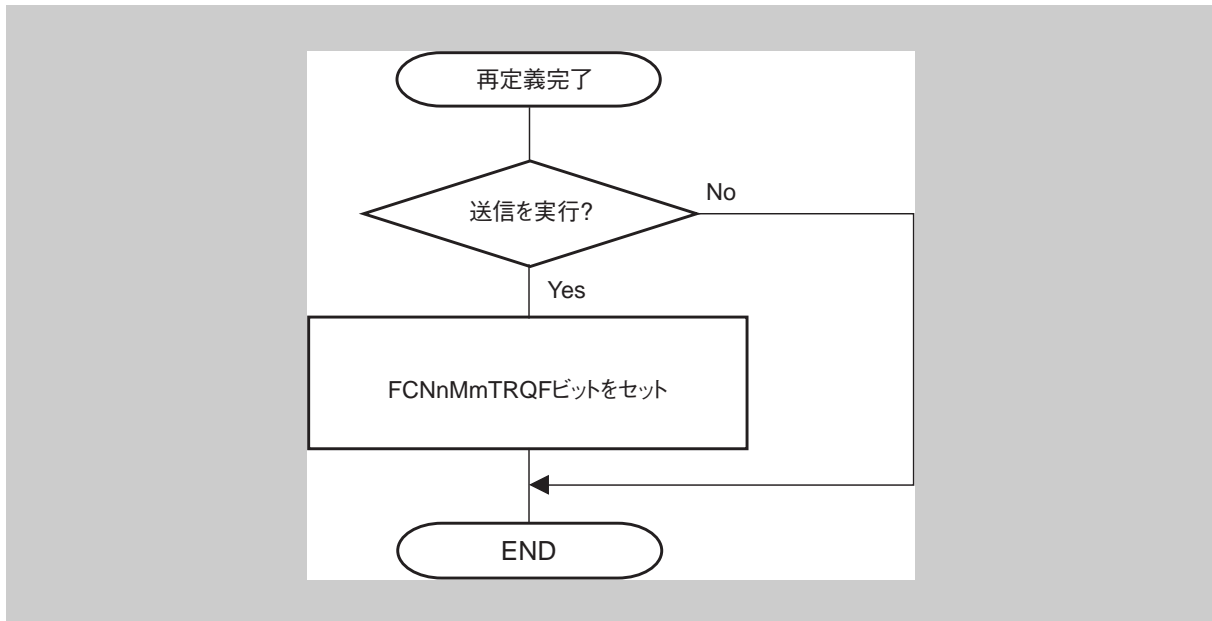 再定義完了
送信を実行?
No
Yes
FCNnMmTRQFビットをセット
END